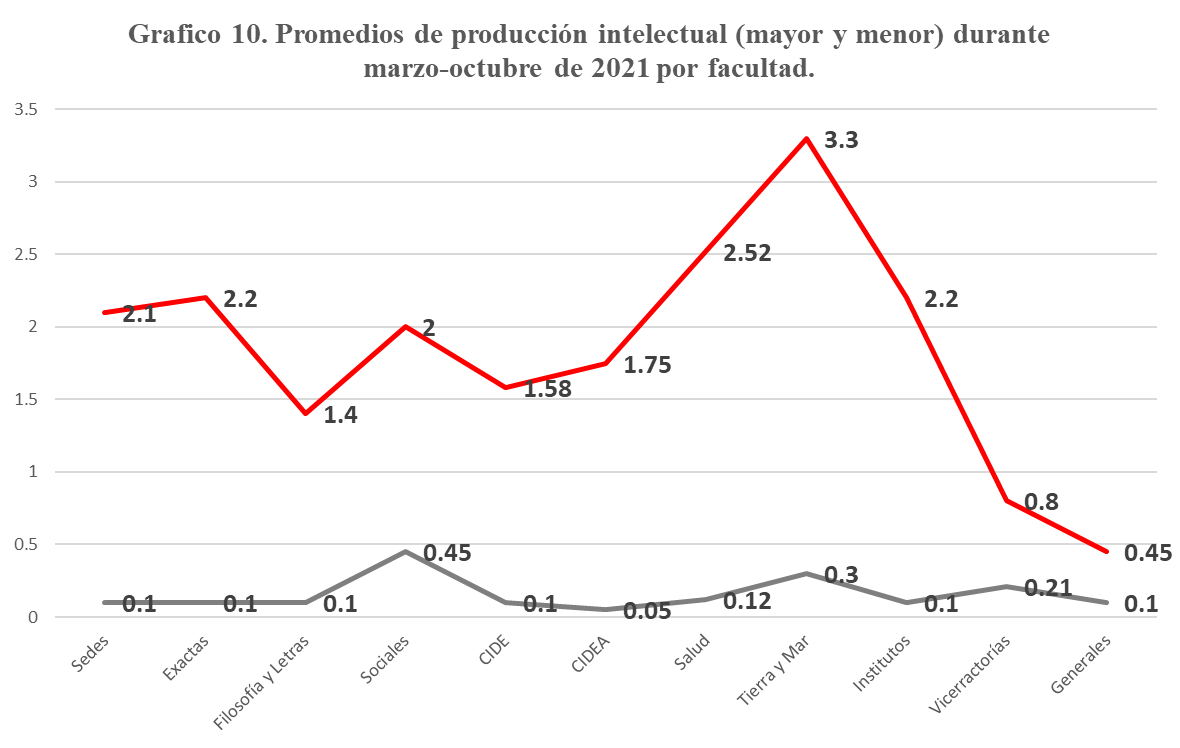 Grafico 10. Promedios de producción intelectual (mayor y menor) durante
marzo-octubre de 2021 por facultad.
3.5
3
2.5
2
1.5
1
0.5
0
2.1
2.2
1.4
2
1.58
1.75
2.52
3.3
2.2
0.8
0.45
0.1
0.1
0.1
0.45
0.1
0.05
0.12
0.3
0.1
0.21
0.1
Sedes
Exactas
Filosofía y Letras
Sociales
CIDE
CIDEA
Salud
Tierra y Mar
Institutos
Vicerractorías
Generales